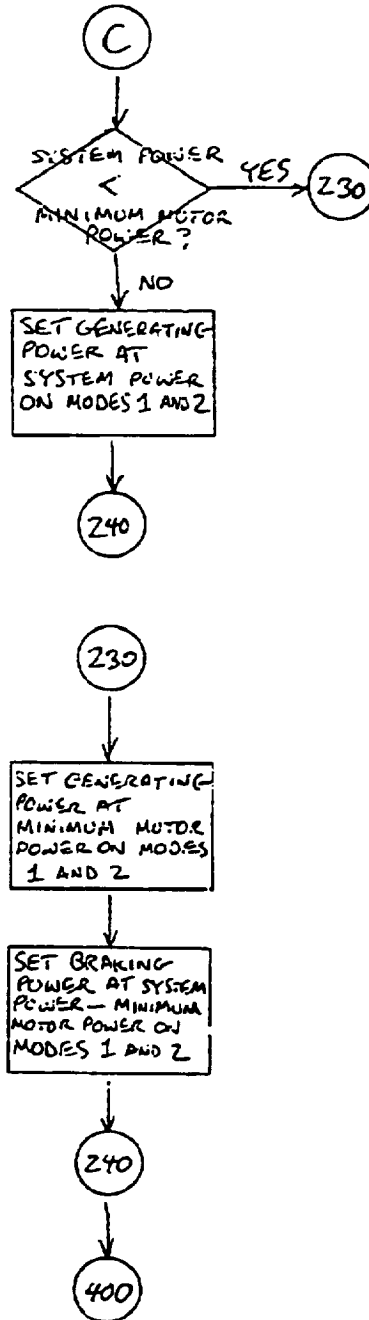 C
SYSTEM POWER
<
MINIMUM MOTOR
POWER?
YES
230
NO
SET GENERATING
POWER AT
SYSTEM POWER
ON MODES 1 AND 2
240
230
SET GENERATING
POWER AT
MINIMUM MOTOR
POWER ON MODES
1 AND 2
SET BRAKING
POWER AT SYSTEM
POWER — MINIMUM
MOTOR POWER ON
MODES 1 AND 2
240
400